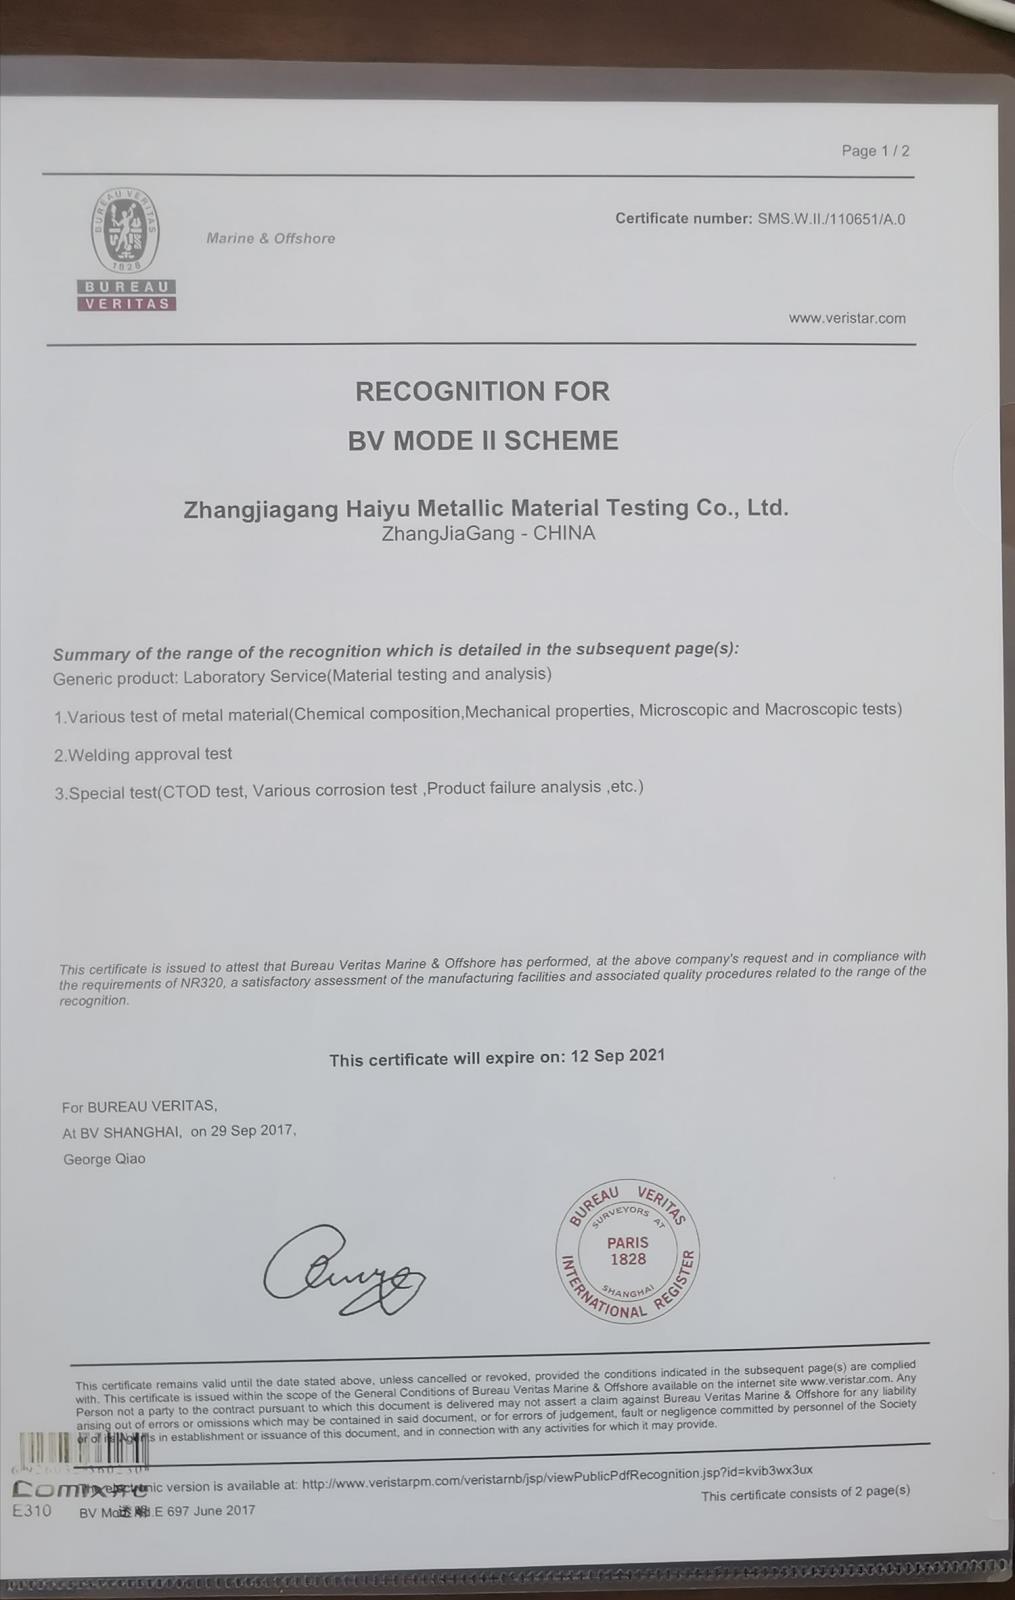 Page 1 / 2
BUREAU VERITAS
1828
BUREAU
VERITAS
Marine & Offshore
Certificate number: SMS.W.II./110651/A.0
www.veristar.com
RECOGNITION FOR
BV MODE II SCHEME
Zhangjiagang Haiyu Metallic Material Testing Co., Ltd.
ZhangJiaGang - CHINA
Summary of the range of the recognition which is detailed in the subsequent page(s):
Generic product: Laboratory Service(Material testing and analysis)
1.Various test of metal material(Chemical composition,Mechanical properties, Microscopic and Macroscopic tests)
2.Welding approval test
3.Special test(CTOD test, Various corrosion test ,Product failure analysis ,etc.)
This certificate is issued to attest that Bureau Veritas Marine & Offshore has performed, at the above company's request and in compliance with
the requirements of NR320, a satisfactory assessment of the manufacturing facilities and associated quality procedures related to the range of the
recognition.
This certificate will expire on: 12 Sep 2021
For BUREAU VERITAS,
At BV SHANGHAI, on 29 Sep 2017,
George Qiao
BUREAU VERITAS
SURVEYORS AT
PARIS
1828
SHANGHAI
INTERNATIONAL REGISTER
This certificate remains valid until the date stated above, unless cancelled or revoked, provided the conditions indicated in the subsequent page(s) are complied
with. This certificate is issued within the scope of the General Conditions of Bureau Veritas Marine & Offshore available on the internet site www.veristar.com. Any
Person not a party to the contract pursuant to which this document is delivered may not assert a claim against Bureau Veritas Marine & Offshore for any liability
arising out of errors or omissions which may be contained in said document, or for errors of judgement, fault or negligence committed by personnel of the Society
or of its Agents in establishment or issuance of this document, and in connection with any activities for which it may provide.
electronic version is available at: http://www.veristarpm.com/veristarnb/jsp/viewPublicPdfRecognition.jsp?id=kvib3wx3ux
This certificate consists of 2 page(s)
E310
BV Mo E 697 June 2017